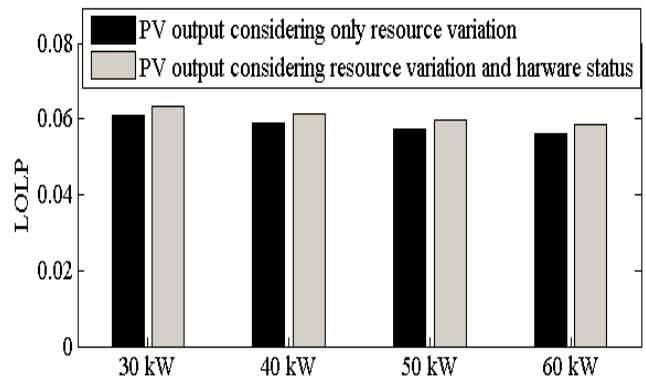 PV output considering only resource variation
PV output considering resource variation and harware status
LOLP
0.08
0.06
0.04
0.02
0
30 kW 40 kW 50 kW 60 kW